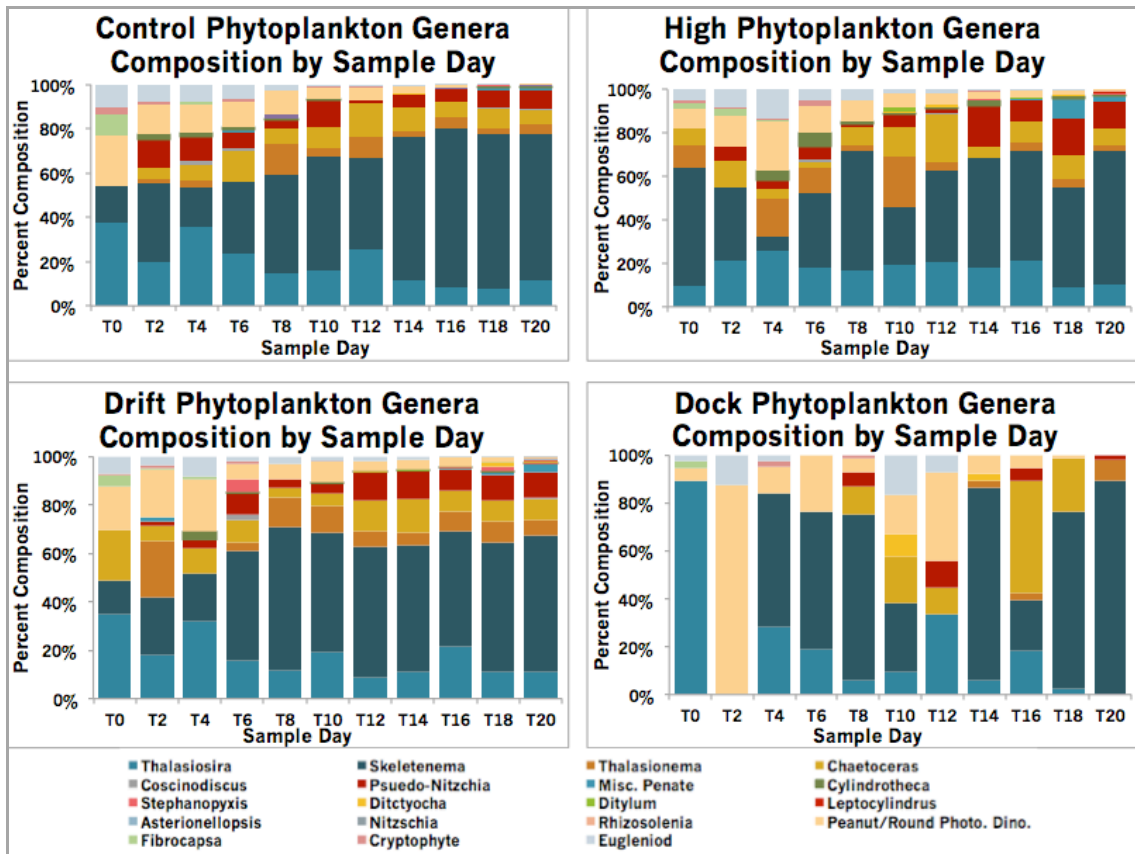 Control Phytoplankton Genera
Composition by Sample Day
Percent Composition
100%
80%
60%
40%
20%
0%
T0 T2 T4 T6 T8 T10 T12 T14 T16 T18 T20
Sample Day
High Phytoplankton Genera
Composition by Sample Day
Percent Composition
100%
80%
60%
40%
20%
0%
T0 T2 T4 T6 T8 T10 T12 T14 T16 T18 T20
Sample Day
Drift Phytoplankton Genera
Composition by Sample Day
Percent Composition
100%
80%
60%
40%
20%
0%
T0 T2 T4 T6 T8 T10 T12 T14 T16 T18 T20
Sample Day
Dock Phytoplankton Genera
Composition by Sample Day
Percent Composition
100%
80%
60%
40%
20%
0%
T0 T2 T4 T6 T8 T10 T12 T14 T16 T18 T20
Sample Day
Thalasiosira Skeletenema Thalasionema Chaetoceras
Coscinodiscus Psuedo-Nitzchia Misc. Penate Cylindrotheca
Stephanopyxis Ditctyocha Ditylum Leptocylindrus
Asterionellopsis Nitzschia Rhizosolenia Peanut/Round Photo. Dino.
Fibrocapsa Cryptophyte Eugleniod